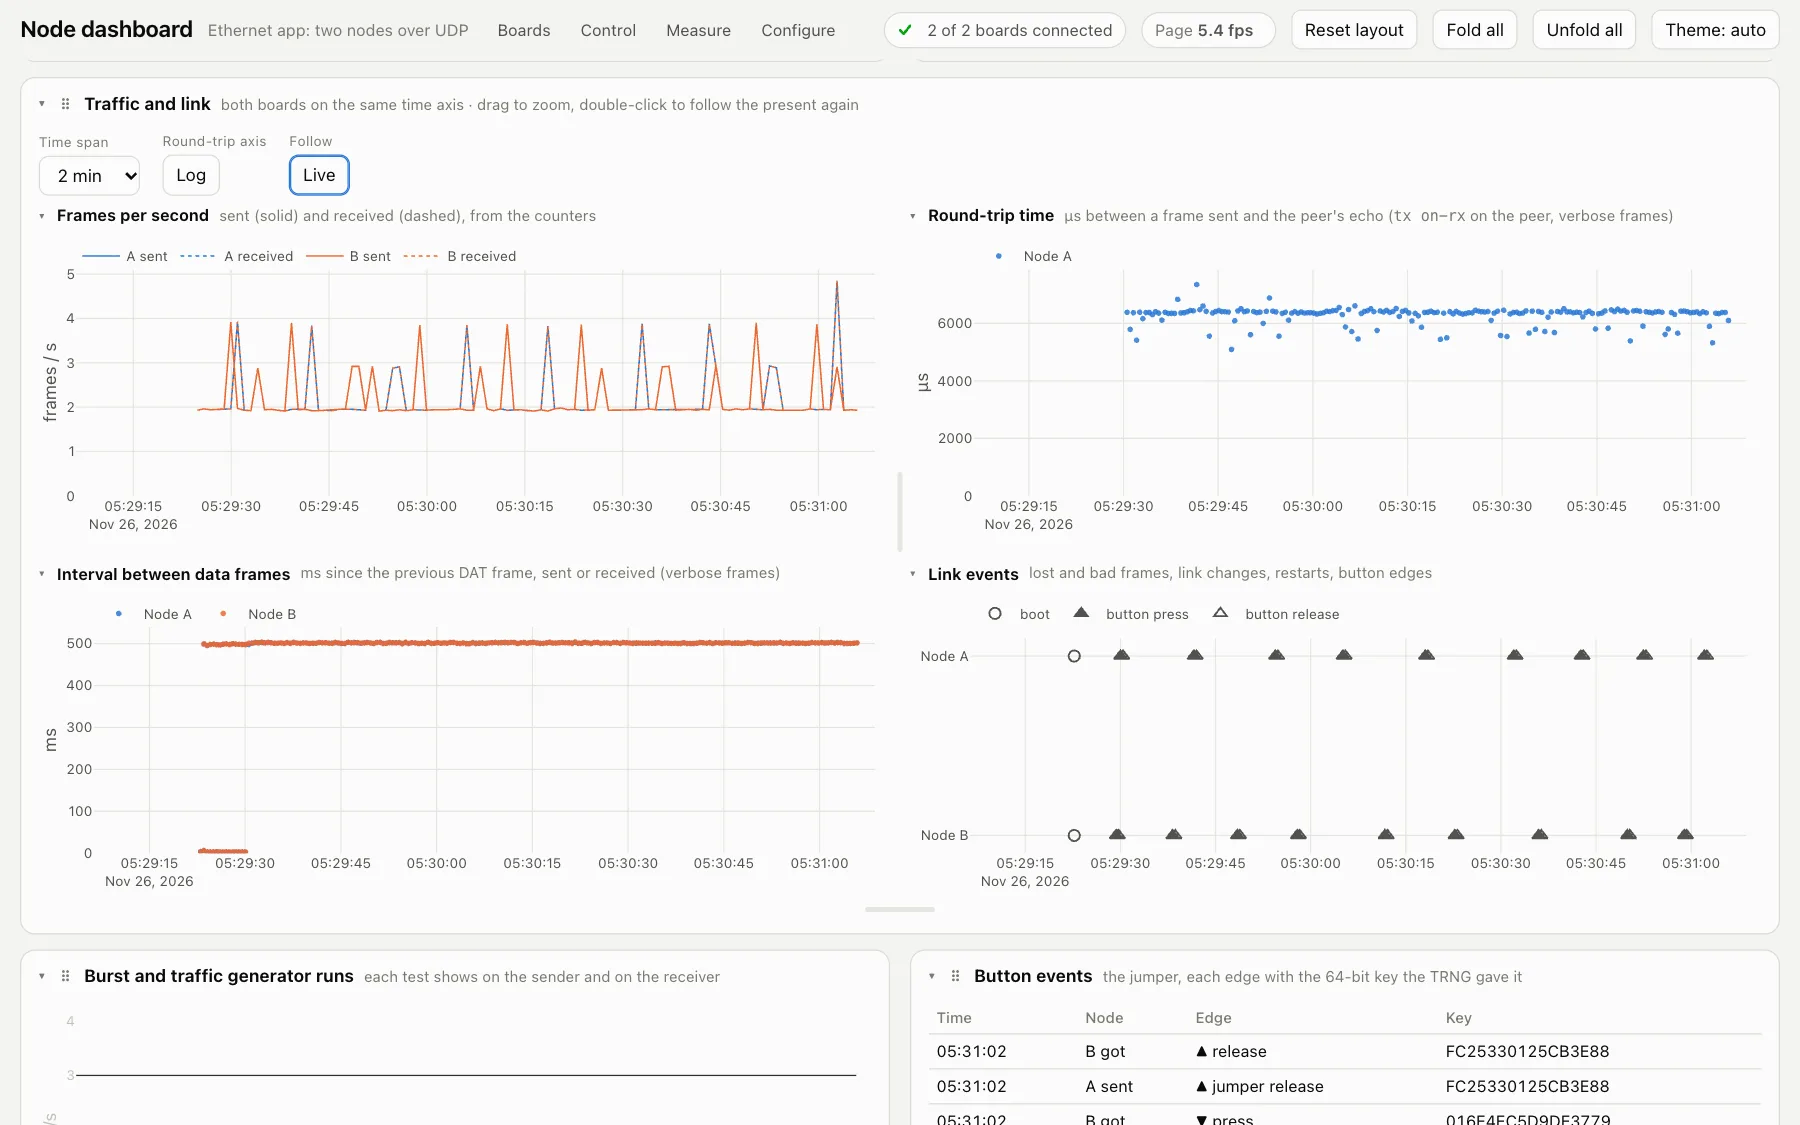 Node dashboard Ethernet app: two nodes over UDP Boards Control Measure Configure 2 of 2 boards connected Page 5.4 fps Reset layout Fold all Unfold all Theme: auto
Traffic and link both boards on the same time axis · drag to zoom, double-click to follow the present again
Time span Round-trip axis Follow
2 min Log Live
Frames per second sent (solid) and received (dashed), from the counters
A sent A received B sent B received
5
4
3
2
1
0
frames / s
05:29:15 05:29:30 05:29:45 05:30:00 05:30:15 05:30:30 05:30:45 05:31:00
Nov 26, 2026
Round-trip time µs between a frame sent and the peer's echo (tx on–rx on the peer, verbose frames)
Node A
6000
4000
2000
0
µs
05:29:15 05:29:30 05:29:45 05:30:00 05:30:15 05:30:30 05:30:45 05:31:00
Nov 26, 2026
Interval between data frames ms since the previous DAT frame, sent or received (verbose frames)
Node A Node B
500
400
300
200
100
0
ms
05:29:15 05:29:30 05:29:45 05:30:00 05:30:15 05:30:30 05:30:45 05:31:00
Nov 26, 2026
Link events lost and bad frames, link changes, restarts, button edges
boot button press button release
Node A
Node B
05:29:15 05:29:30 05:29:45 05:30:00 05:30:15 05:30:30 05:30:45 05:31:00
Nov 26, 2026
Burst and traffic generator runs each test shows on the sender and on the receiver
4
3
/s
Button events the jumper, each edge with the 64-bit key the TRNG gave it
Time Node Edge Key
05:31:02 B got ▲ release FC25330125CB3E88
05:31:02 A sent ▲ jumper release FC25330125CB3E88
05:31:02 B got ▼ press 016E4FC5D9DF3779